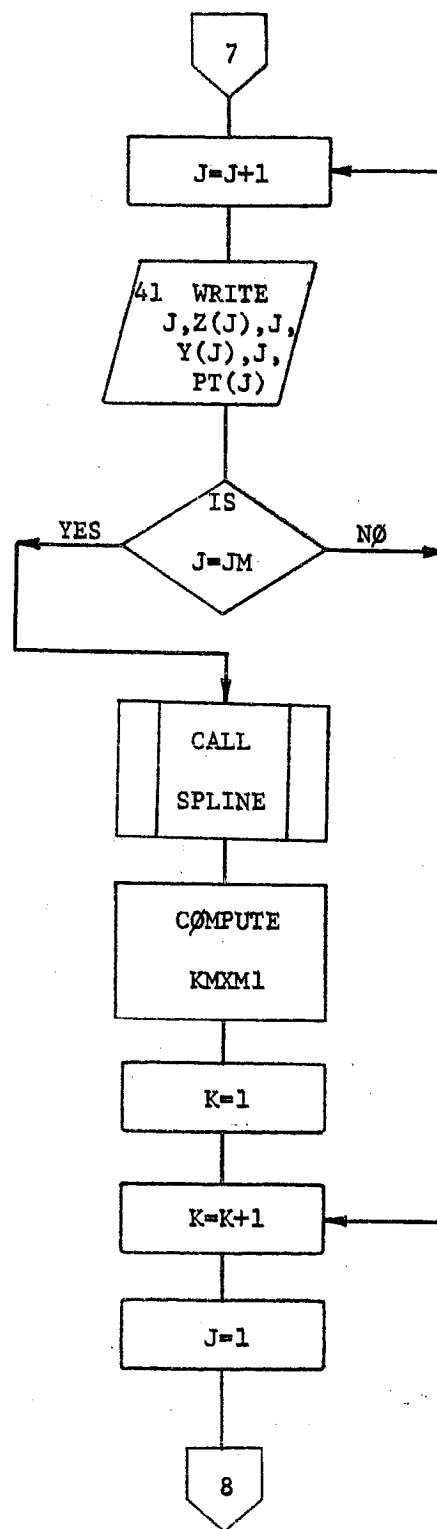 7
J=J+1
41 WRITE
J,Z(J),J,
Y(J),J,
PT(J)
IS
YES
NØ
J=JM
CALL
SPLINE
CØMPUTE
KMXM1
K=1
K=K+1
J=1
8